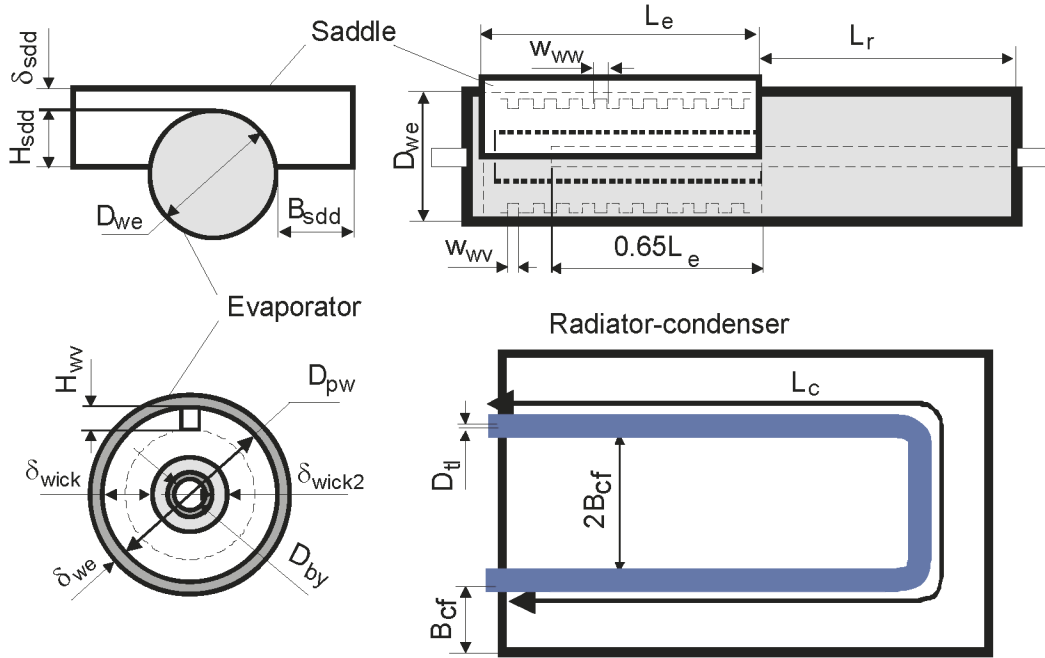 Saddle
δsdd
Hsdd
Dwe
Bsdd
Le
Lr
www
Dwe
wwv
0.65Le
Evaporator
Hwv
Dpw
δwick
δwick2
δwe
Dby
Radiator-condenser
Lc
Dtl
2Bcf
Bcf